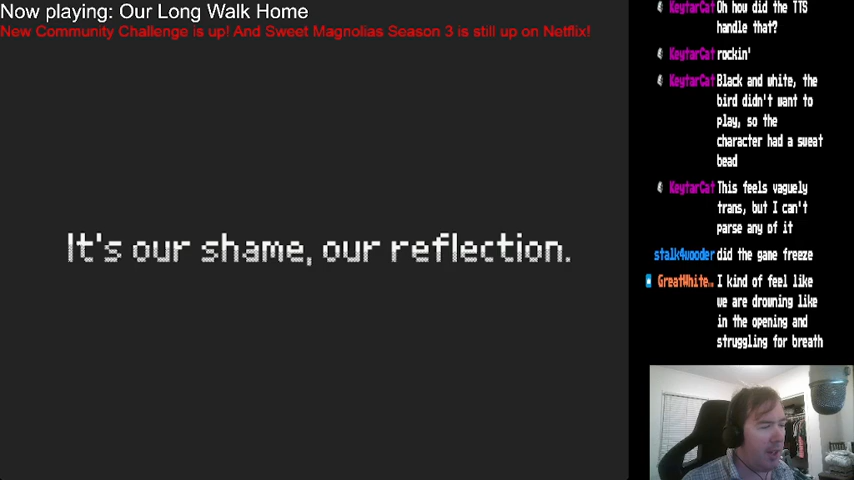 Now playing: Our Long Walk Home
New Community Challenge is up! And Sweet Magnolias Season 3 is still up on Netflix!
It's our shame, our reflection.
KeytarCat Oh how did the TTS
handle that?
KeytarCat rockin'
KeytarCat Black and white, the
bird didn't want to
play, so the
character had a sweat
bead
KeytarCat This feels vaguely
trans, but I can't
parse any of it
stalk4wooder did the game freeze
GreatWhite... I kind of feel like
we are drowning like
in the opening and
struggling for breath